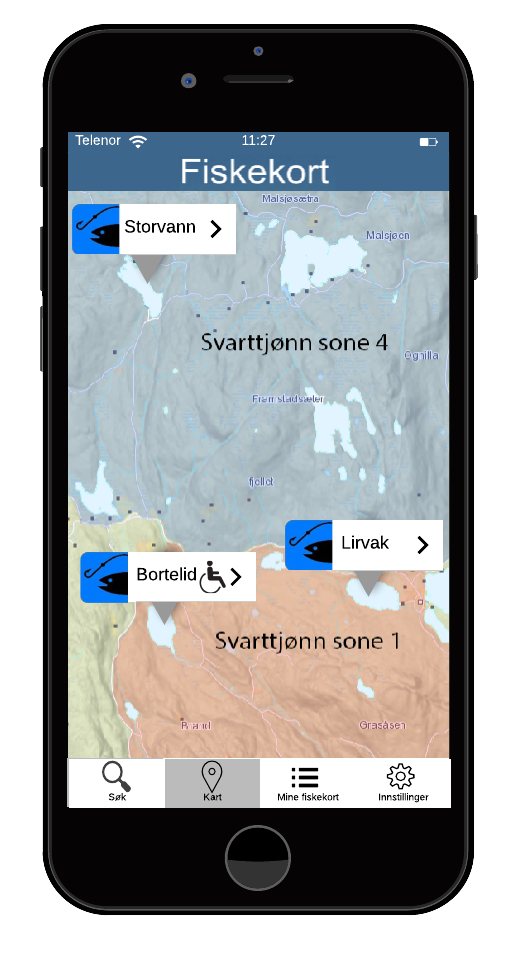 Telenor 11:27
Fiskekort
Malsjøsætra
Storvann
Malsjøen
Svarttjønn sone 4
Ognilla
Framstadsæter
fjellet
Lirvak
Bortelid
Svarttjønn sone 1
Braand
Grasåsen
Søk Kart Mine fiskekort Innstillinger